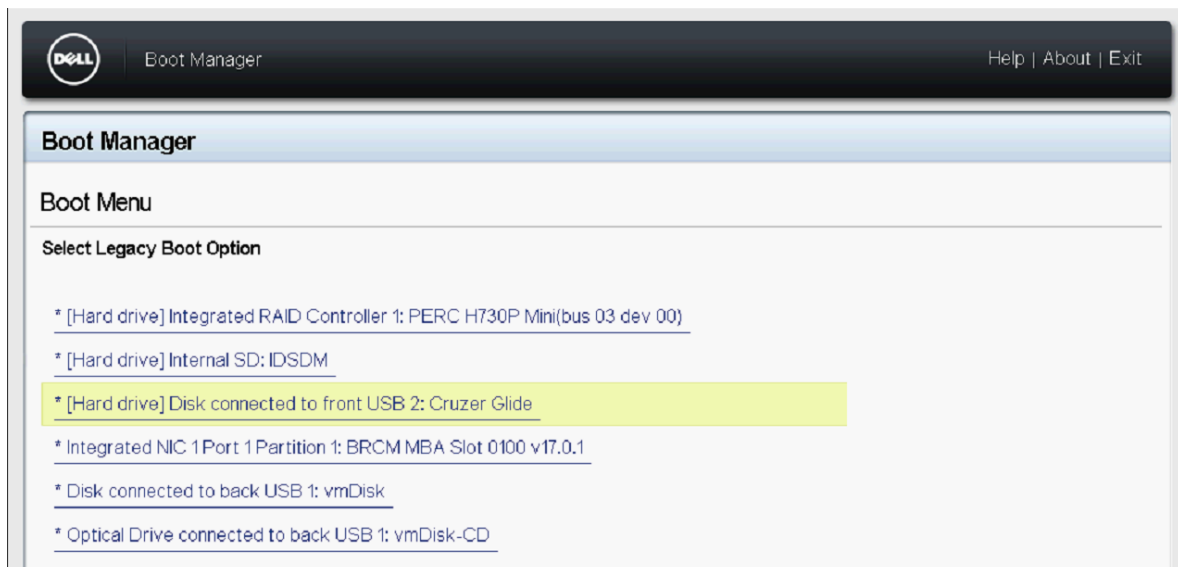 DELL
Boot Manager
Help | About | Exit
Boot Manager
Boot Menu
Select Legacy Boot Option
* [Hard drive] Integrated RAID Controller 1: PERC H730P Mini(bus 03 dev 00)
* [Hard drive] Internal SD: IDSDM
* [Hard drive] Disk connected to front USB 2: Cruzer Glide
* Integrated NIC 1 Port 1 Partition 1: BRCM MBA Slot 0100 v17.0.1
* Disk connected to back USB 1: vmDisk
* Optical Drive connected to back USB 1: vmDisk-CD